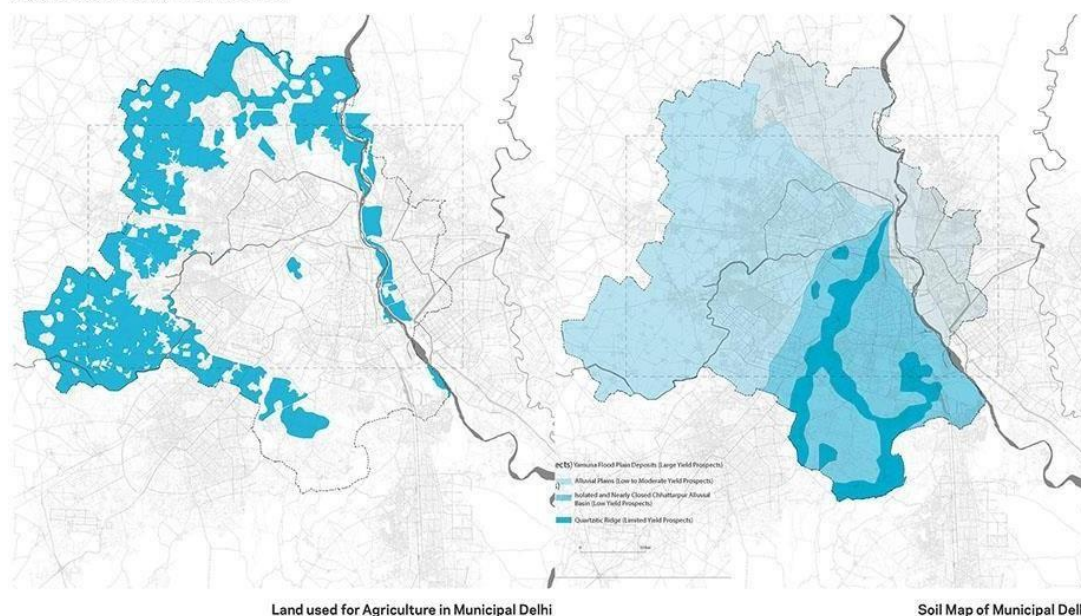 ects) Yamuna Flood Plain Deposits (Large Yield Prospects)
Alluvial Plains (Low to Moderate Yield Prospects)
Isolated and Nearly Closed Chhattarpur Alluvial
Basin (Low Yield Prospects)
Quartzitic Ridge (Limited Yield Prospects)
Land used for Agriculture in Municipal Delhi
Soil Map of Municipal Del